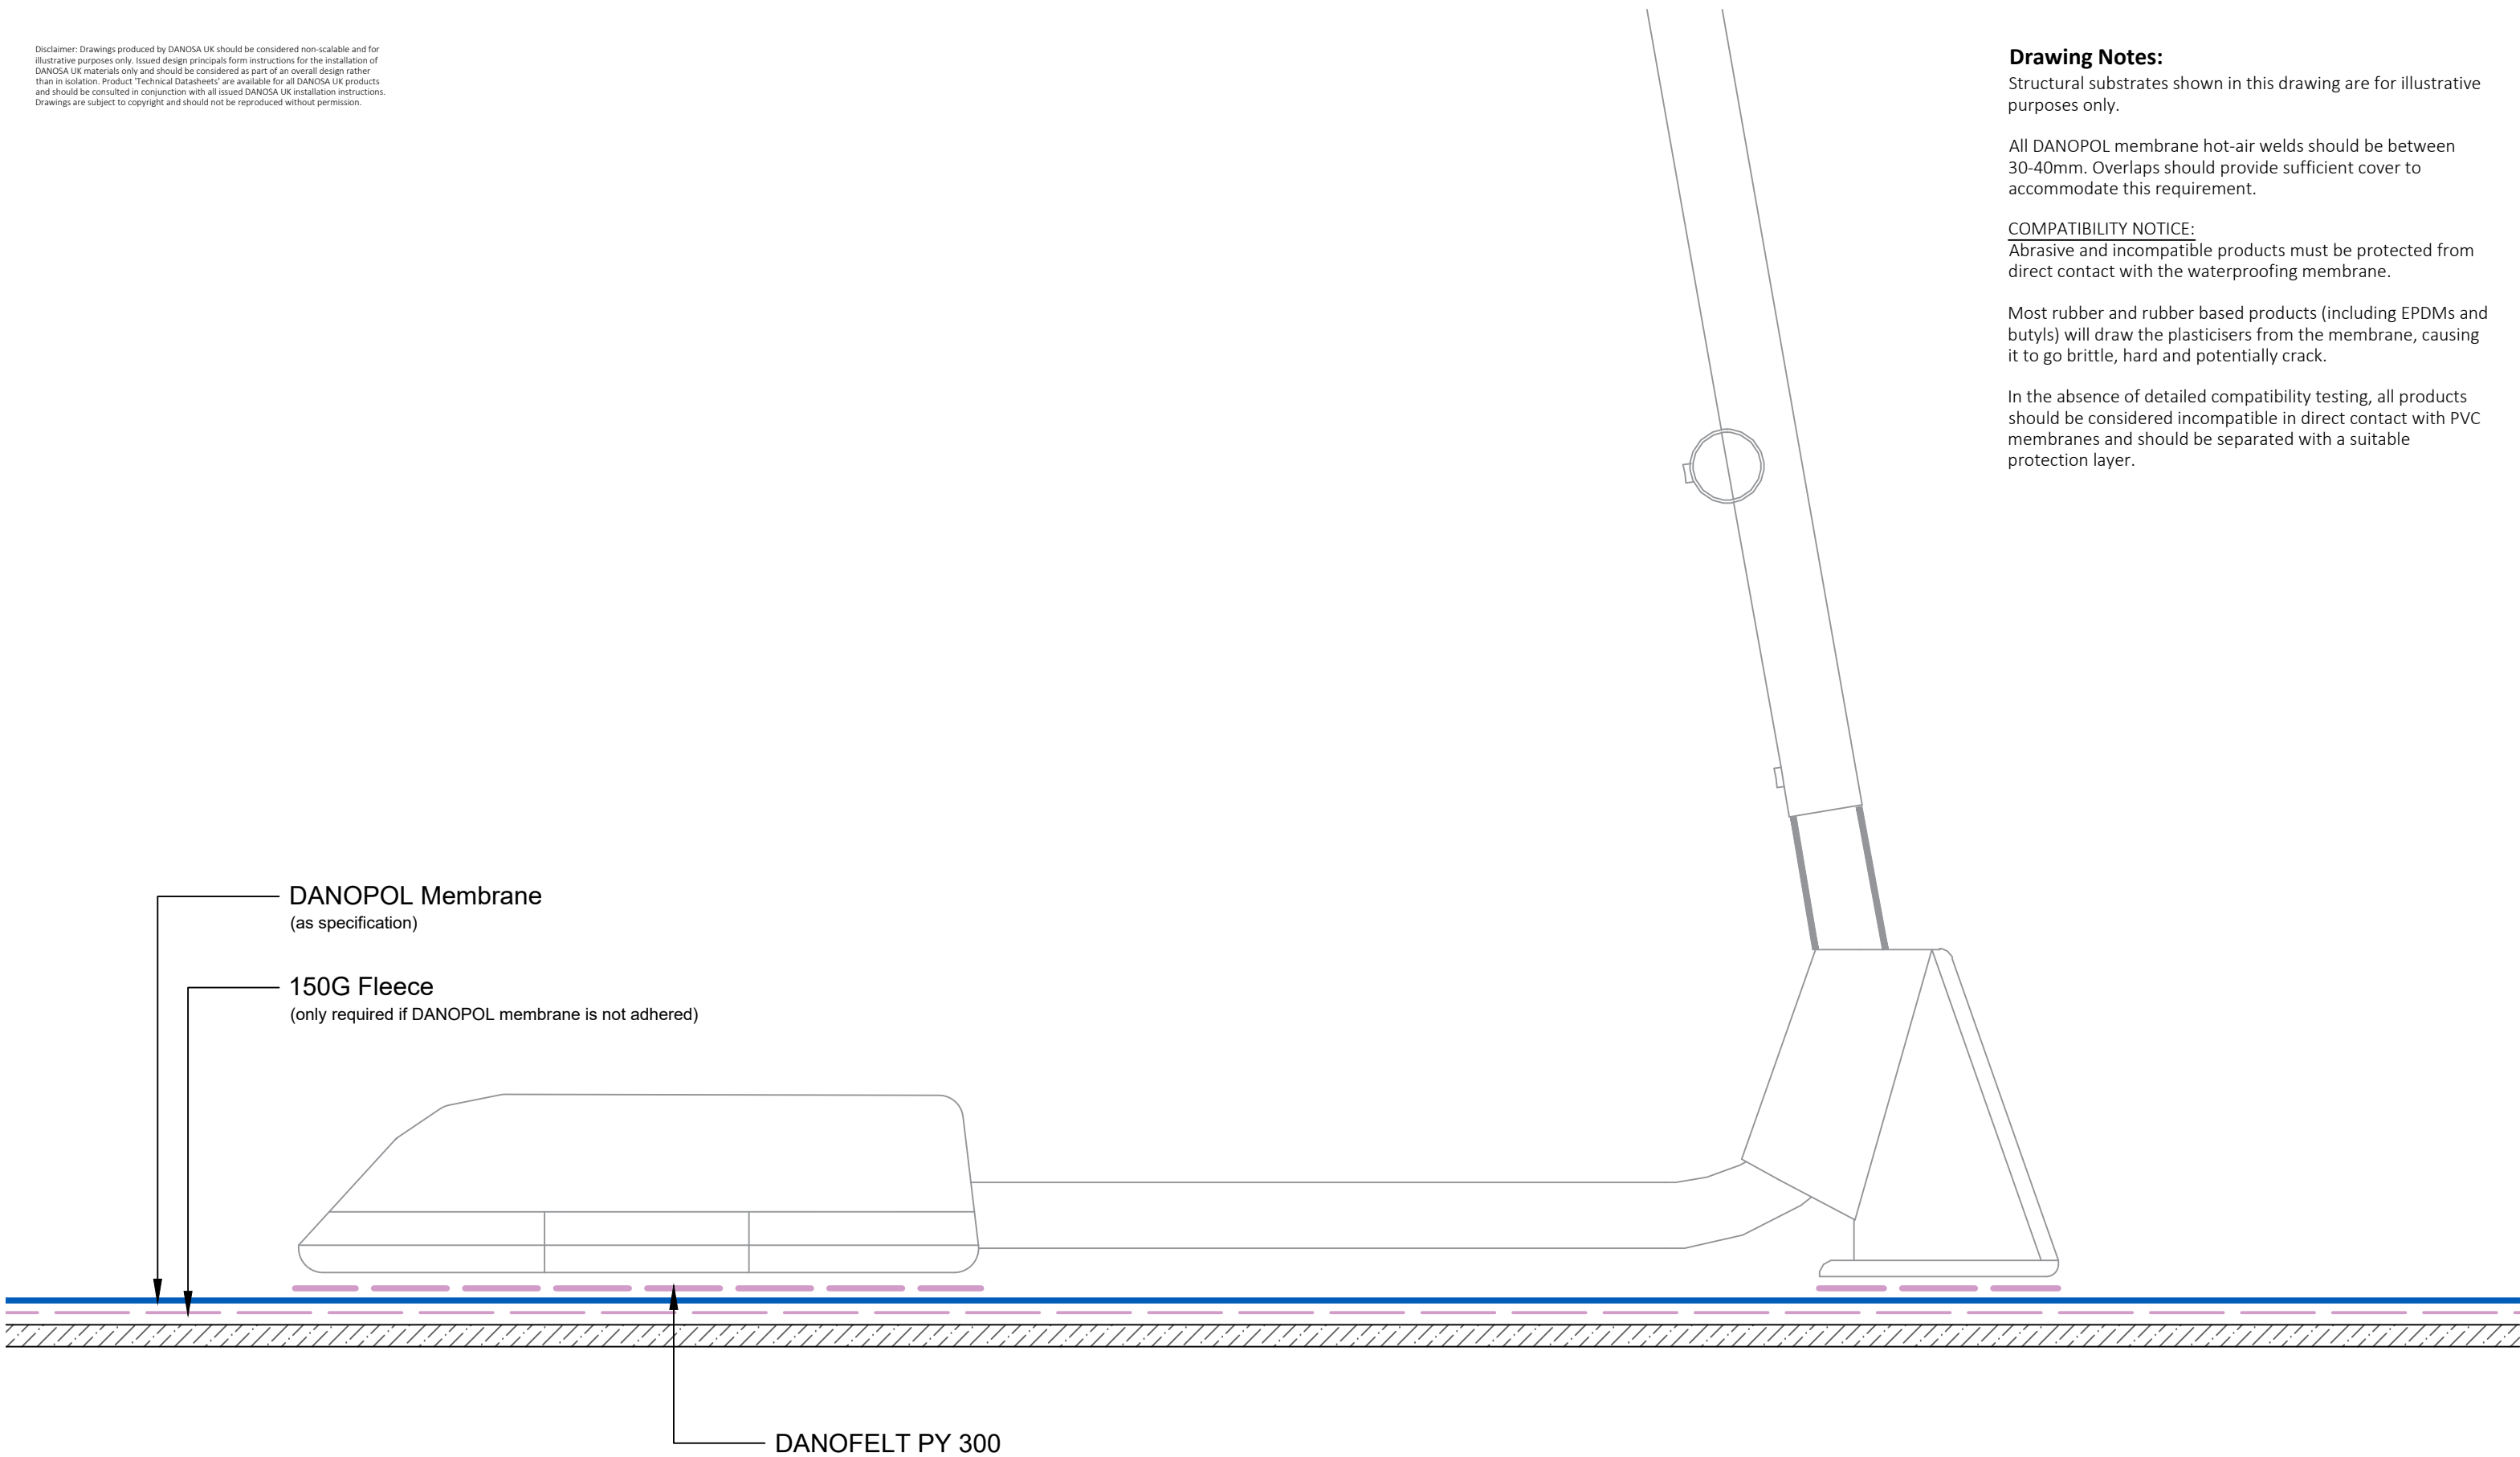 Disclaimer: Drawings produced by DANOSA UK should be considered non-scalable and for
illustrative purposes only. Issued design principals form instructions for the installation of
DANOSA UK materials only and should be considered as part of an overall design rather
than in isolation. Product 'Technical Datasheets' are available for all DANOSA UK products
and should be consulted in conjunction with all issued DANOSA UK installation instructions.
Drawings are subject to copyright and should not be reproduced without permission.
Drawing Notes:
Structural substrates shown in this drawing are for illustrative
purposes only.
All DANOPOL membrane hot-air welds should be between
30-40mm. Overlaps should provide sufficient cover to
accommodate this requirement.
COMPATIBILITY NOTICE:
Abrasive and incompatible products must be protected from
direct contact with the waterproofing membrane.
Most rubber and rubber based products (including EPDMs and
butyls) will draw the plasticisers from the membrane, causing
it to go brittle, hard and potentially crack.
In the absence of detailed compatibility testing, all products
should be considered incompatible in direct contact with PVC
membranes and should be separated with a suitable
protection layer.
DANOPOL Membrane
(as specification)
150G Fleece
(only required if DANOPOL membrane is not adhered)
DANOFELT PY 300